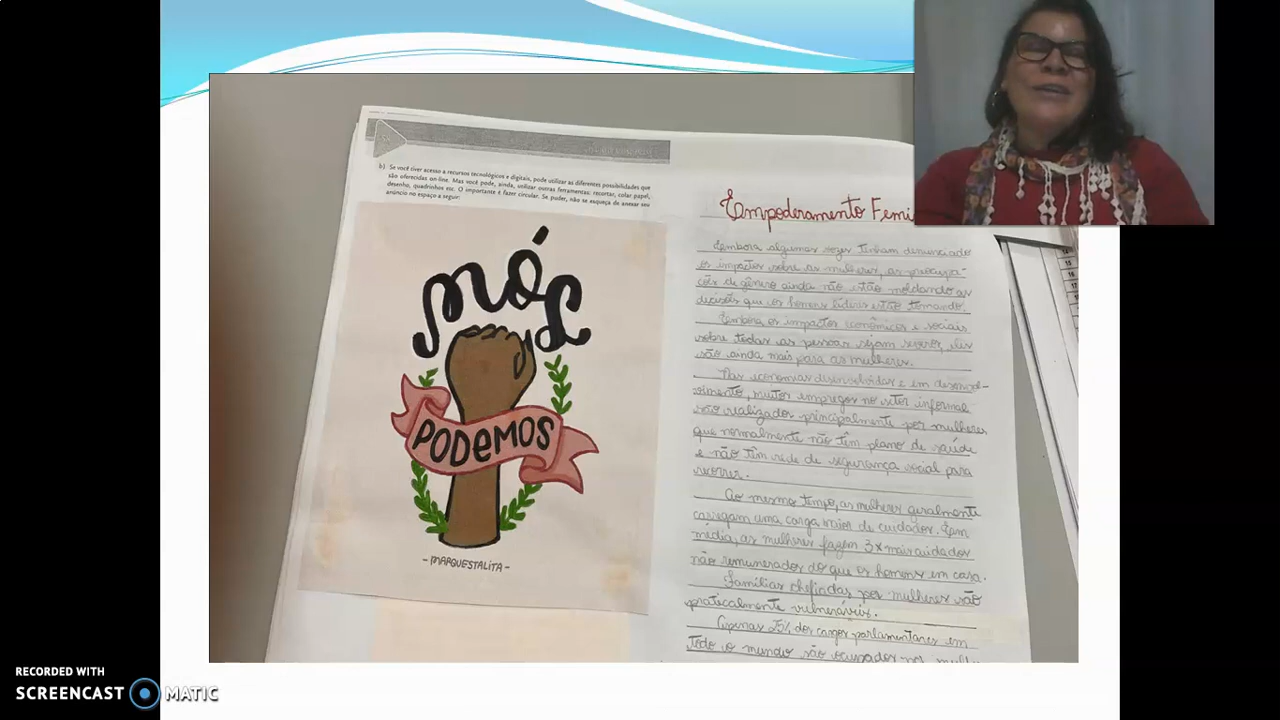 b) Se você tiver acesso a recursos tecnológicos e digitais, pode utilizar as diferentes possibilidades que
são oferecidas on-line. Mas você pode, ainda, utilizar outras ferramentas: recortar, colar papel,
desenho, quadrinhos etc. O importante é fazer circular. Se poder, não se esqueça de anexar seu
anúncio no espaço a seguir:
NÓS
PODEMOS
-MARQUESTALITA-
Empoderamento Femi
Embora algumas vozes tenham denunciado
os impactos sobre as mulheres, as preocupa-
ções de gênero ainda não estão moldando as
decisões que os homens líderes estão tomando.
Embora os impactos econômicos e sociais
sobre todas as pessoas sejam severos, eles
são ainda mais para as mulheres.
Nas economias desenvolvidas e em desenvol-
vimento, muitos empregos no setor informal
são realizados principalmente por mulheres
que normalmente não têm plano de saúde
e não têm rede de segurança social para
recorrer.
Ao mesmo tempo, as mulheres geralmente
carregam uma carga maior de cuidados. Em
média, as mulheres fazem 3x mais cuidados
não remunerados do que os homens em casa.
Famílias chefiadas por mulheres são
praticamente vulneráveis.
Apenas 25% dos cargos parlamentares em
todo o mundo são ocupados
RECORDED WITH
SCREENCAST MATIC